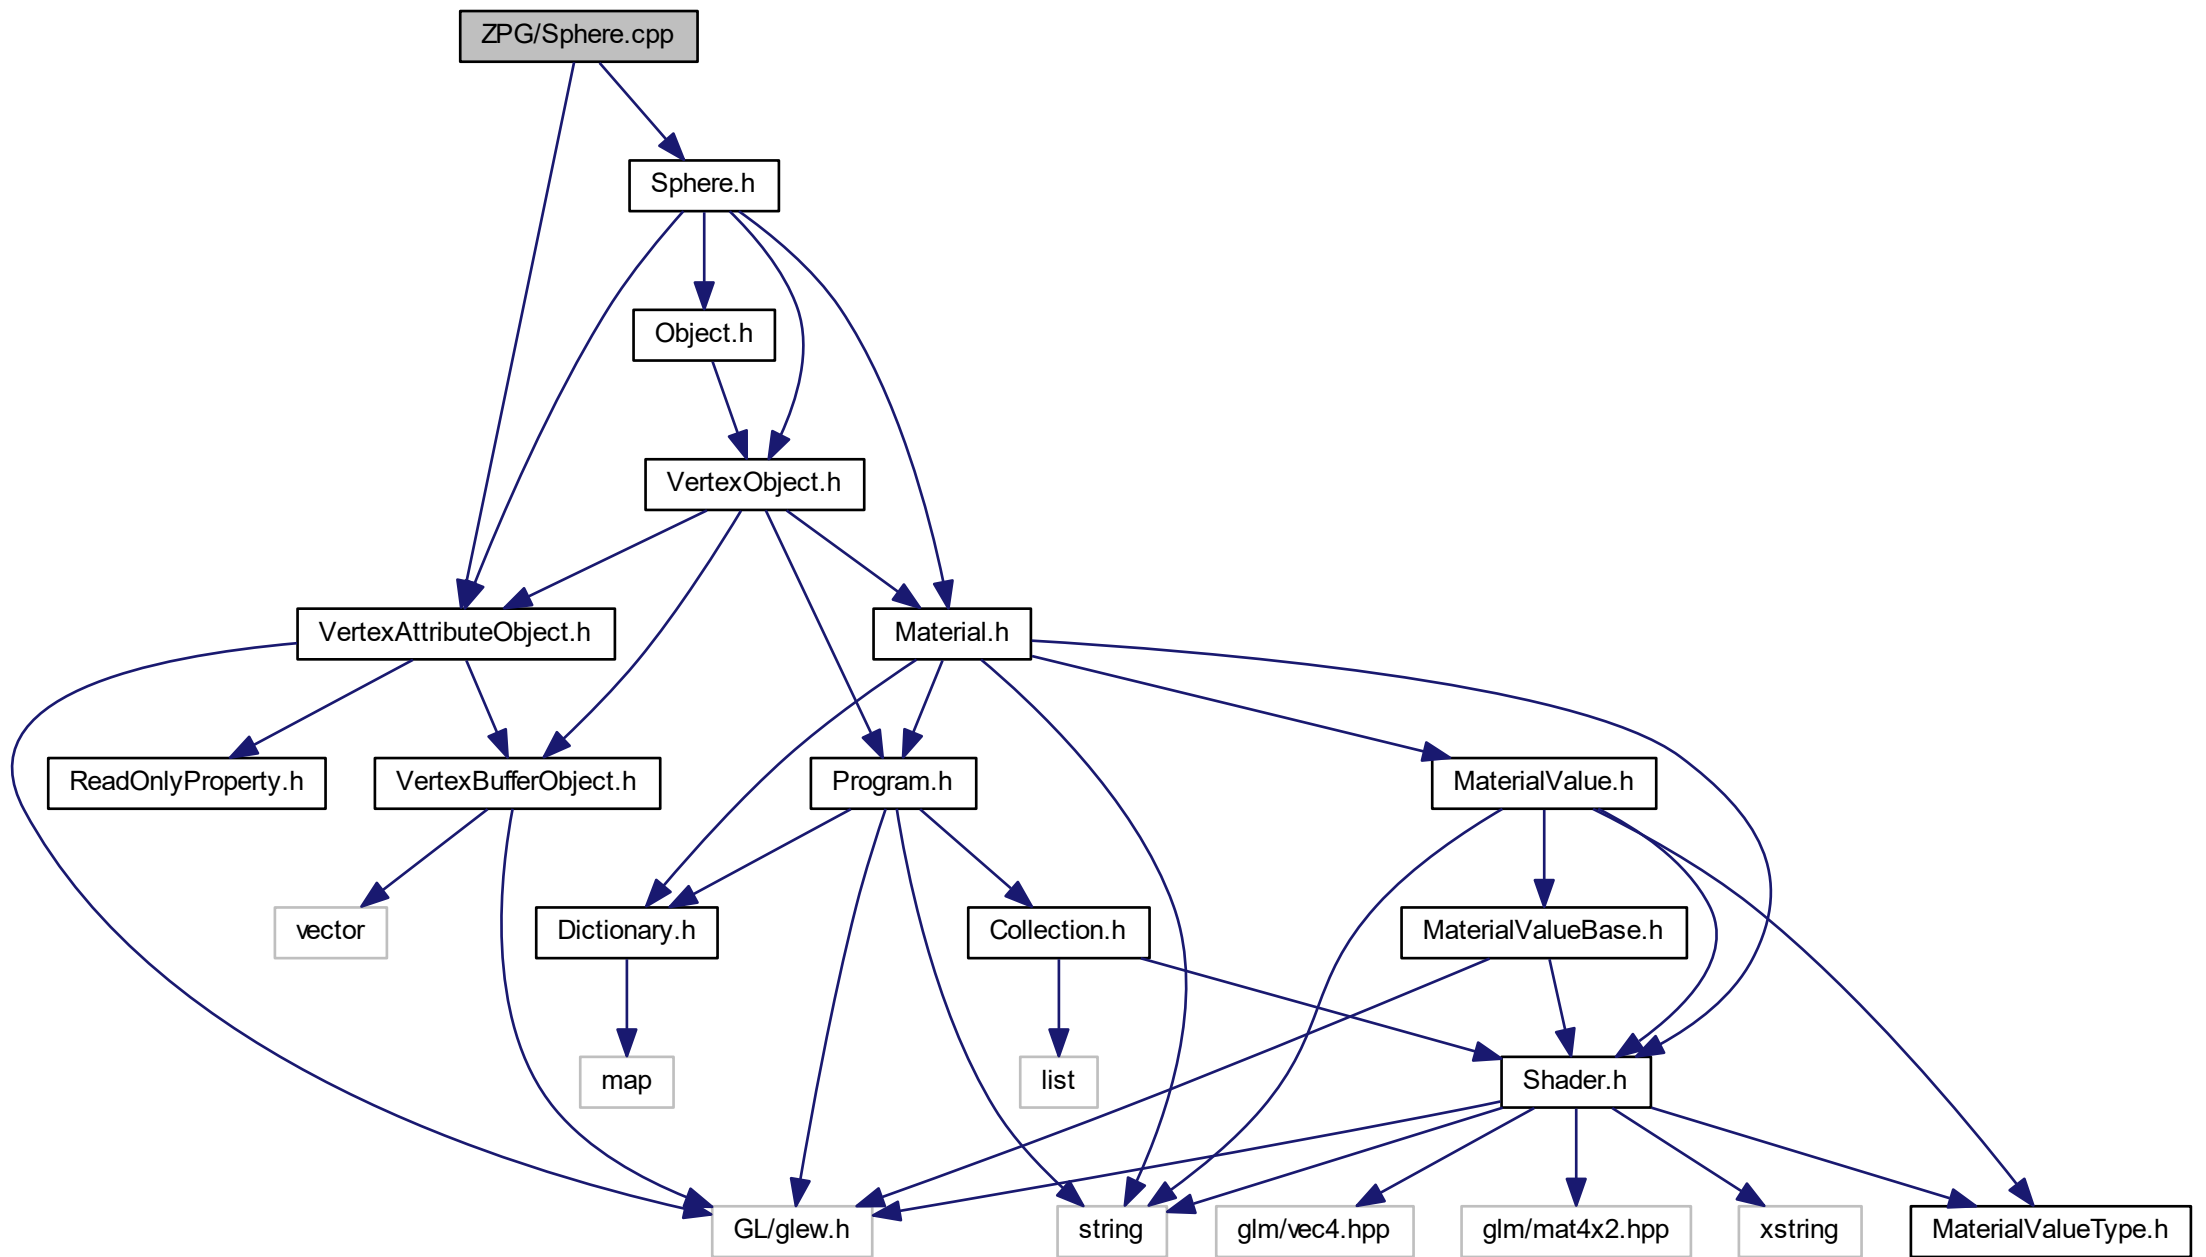 ZPG/Sphere.cpp
Sphere.h
Object.h
VertexObject.h
VertexAttributeObject.h
Material.h
ReadOnlyProperty.h
VertexBufferObject.h
Program.h
MaterialValue.h
vector
Dictionary.h
Collection.h
MaterialValueBase.h
map
list
Shader.h
GL/glew.h
string
glm/vec4.hpp
glm/mat4x2.hpp
xstring
MaterialValueType.h